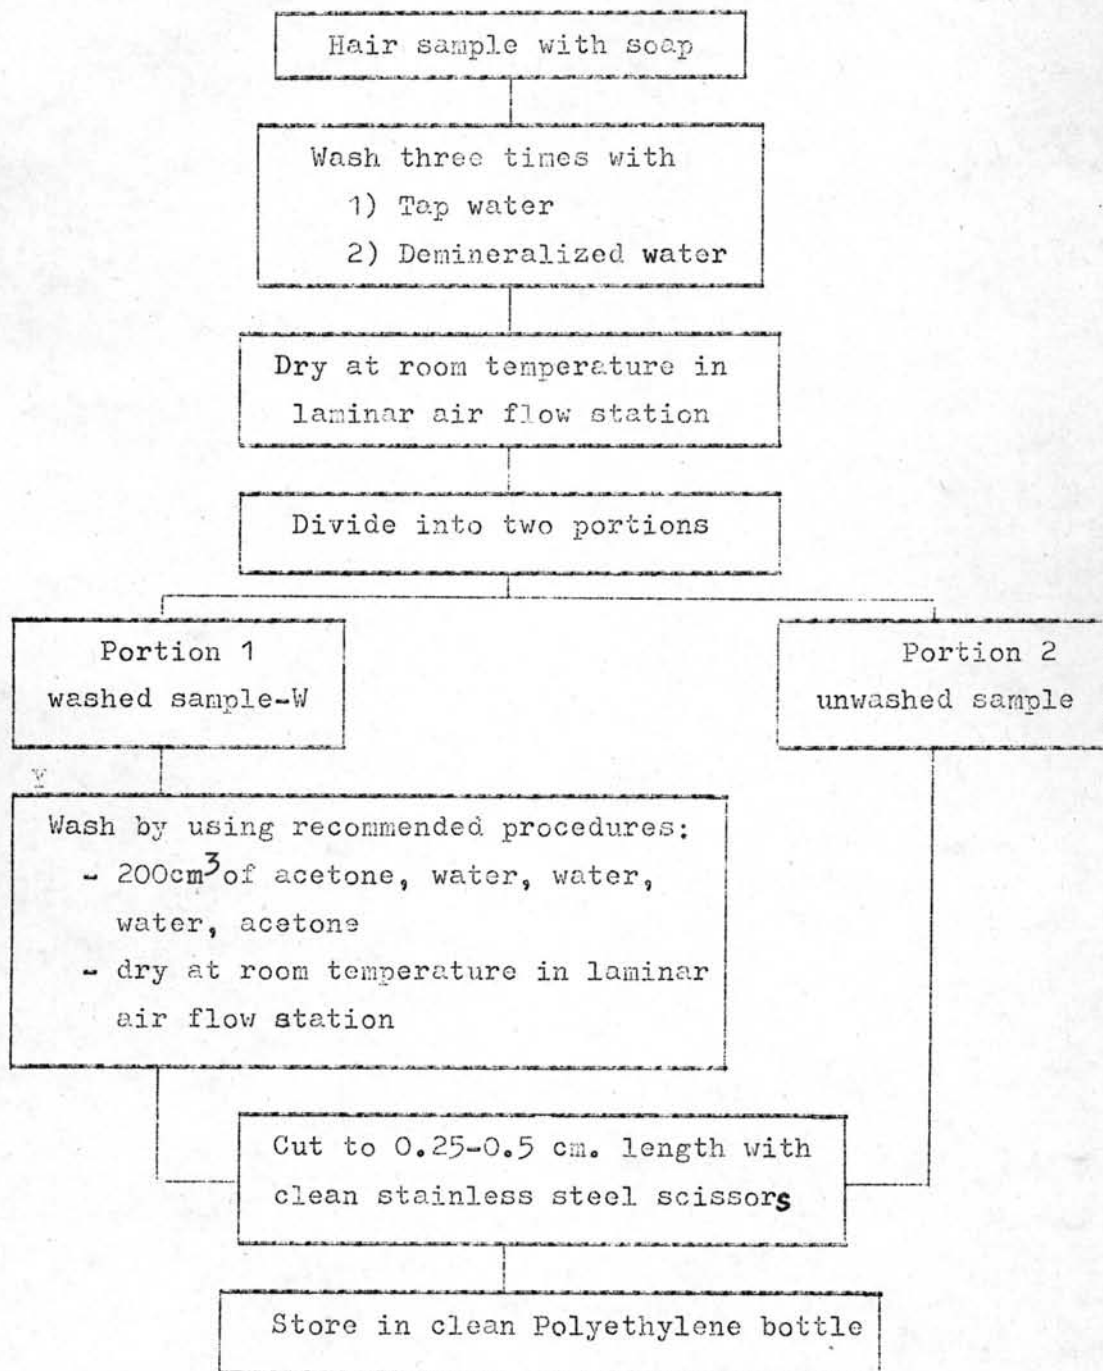 Hair sample with soap
Wash three times with
1) Tap water
2) Demineralized water
Dry at room temperature in
laminar air flow station
Divide into two portions
Portion 1
washed sample-W
Portion 2
unwashed sample
Wash by using recommended procedures:
- 200cm³of acetone, water, water,
water, acetone
- dry at room temperature in laminar
air flow station
Cut to 0.25-0.5 cm. length with
clean stainless steel scissors
Store in clean Polyethylene bottle